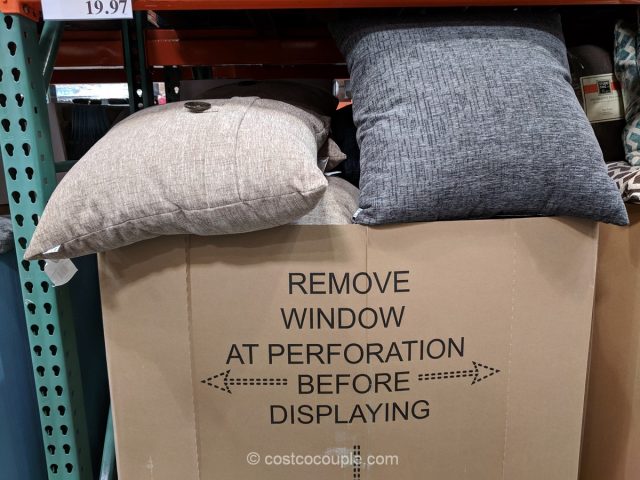 19.97
REMOVE
WINDOW
AT PERFORATION
BEFORE
DISPLAYING
© costcocouple.com